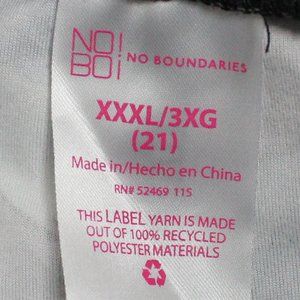 NO!
BO!
NO BOUNDARIES
XXXL/3XG
(21)
Made in/Hecho en China
RN# 52469 115
THIS LABEL YARN IS MADE
OUT OF 100% RECYCLED
POLYESTER MATERIALS